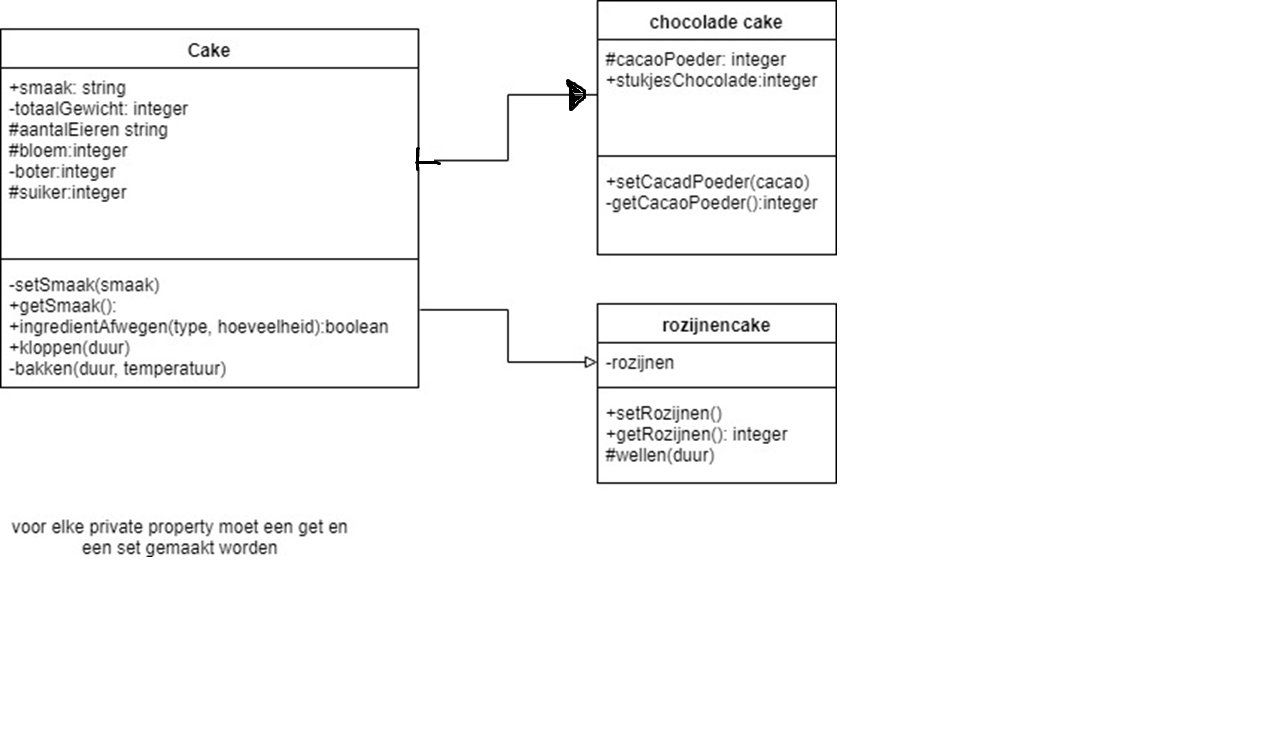 Cake
+smaak: string
-totaalGewicht: integer
#aantalEieren string
#bloem:integer
-boter:integer
#suiker:integer
-setSmaak(smaak)
+getSmaak():
+ingredientAfwegen(type, hoeveelheid):boolean
+kloppen(duur)
-bakken(duur, temperatuur)
chocolade cake
#cacaoPoeder: integer
+stukjesChocolade:integer
+setCacadPoeder(cacao)
-getCacaoPoeder():integer
rozijnencake
-rozijnen
+setRozijnen()
+getRozijnen(): integer
#wellen(duur)
voor elke private property moet een get en
een set gemaakt worden